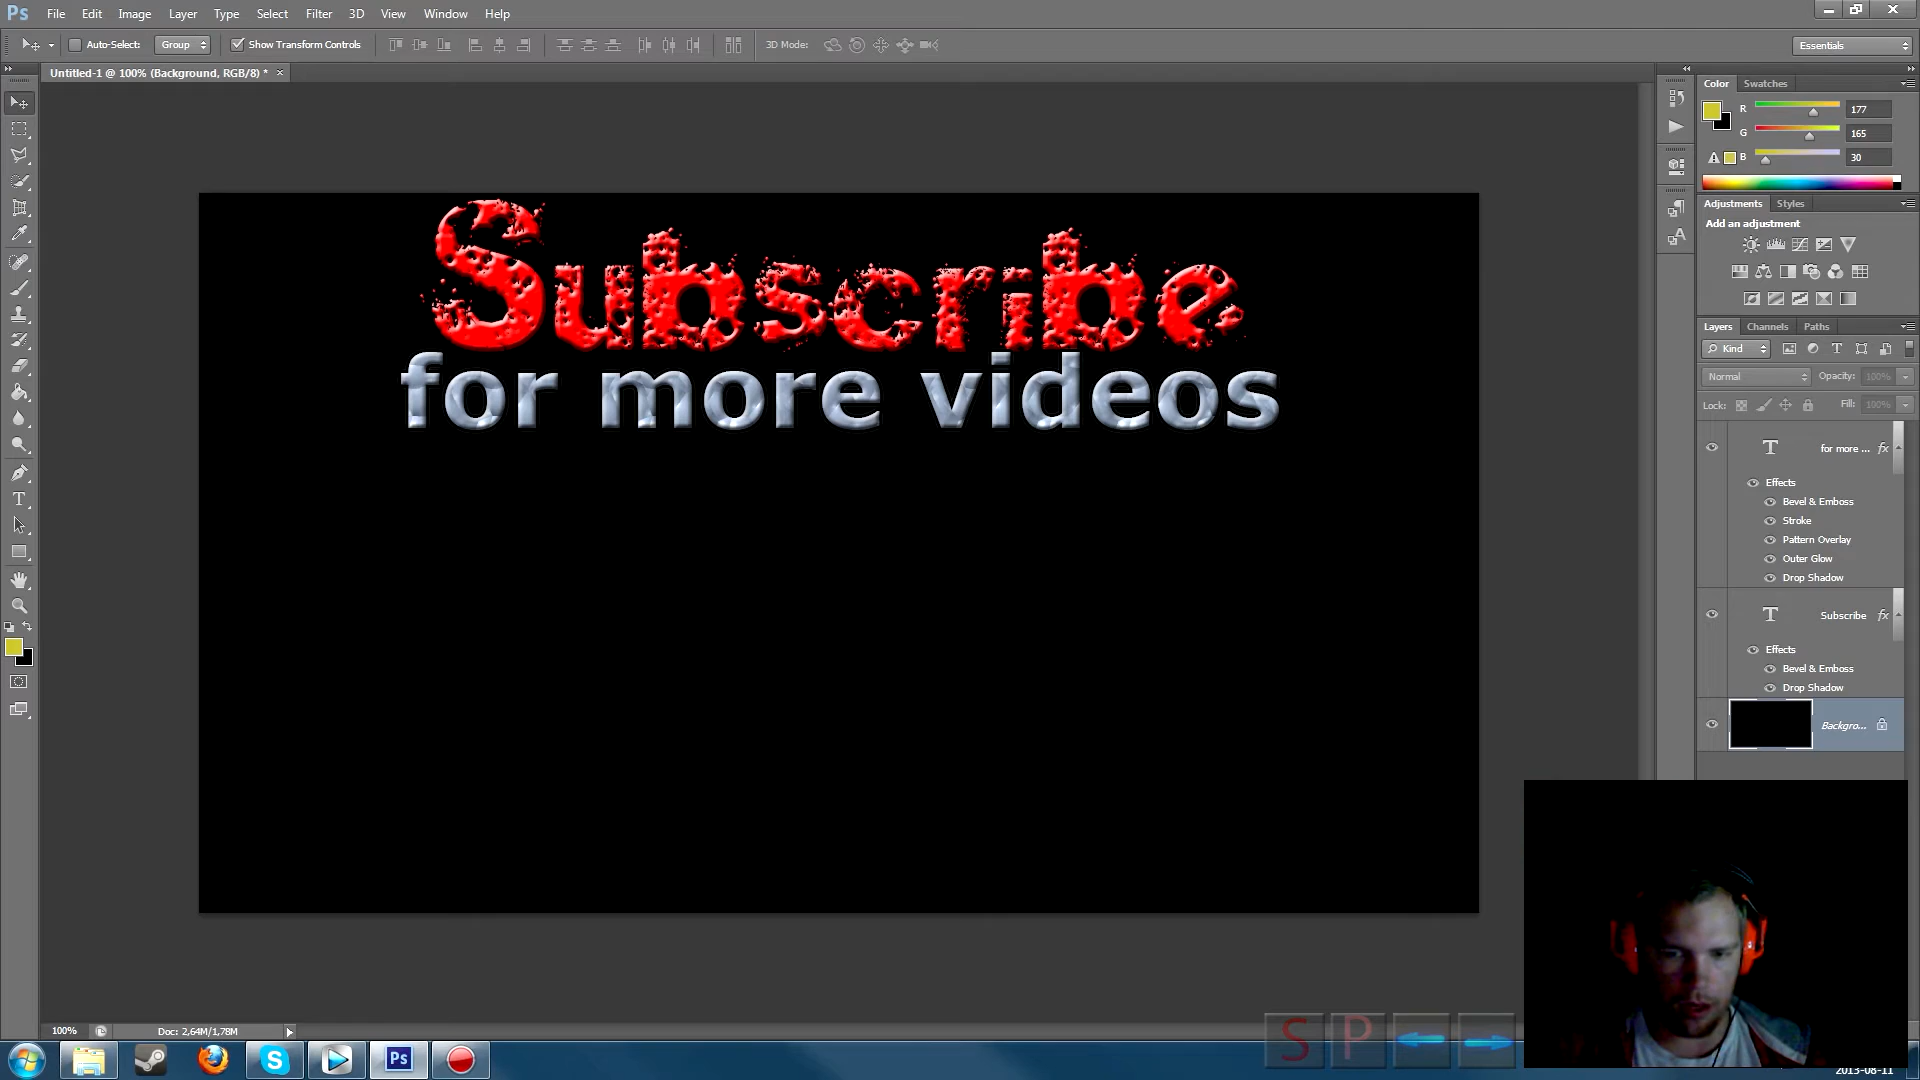 Ps File Edit Image Layer Type Select Filter 3D View Window Help
Auto-Select: Group Show Transform Controls 3D Mode: Essentials
Untitled-1 @ 100% (Background, RGB/8) * ×
Color Swatches
R 177
G 165
B 30
Adjustments Styles
Add an adjustment
Layers Channels Paths
Kind
Normal Opacity: 100%
Lock: Fill: 100%
T for more ... fx
Effects
Bevel & Emboss
Stroke
Pattern Overlay
Outer Glow
Drop Shadow
T Subscribe fx
Effects
Bevel & Emboss
Drop Shadow
Backgro...
Subscribe
for more videos
100% Doc: 2,64M/1,78M
S P
Ps
2013-08-11